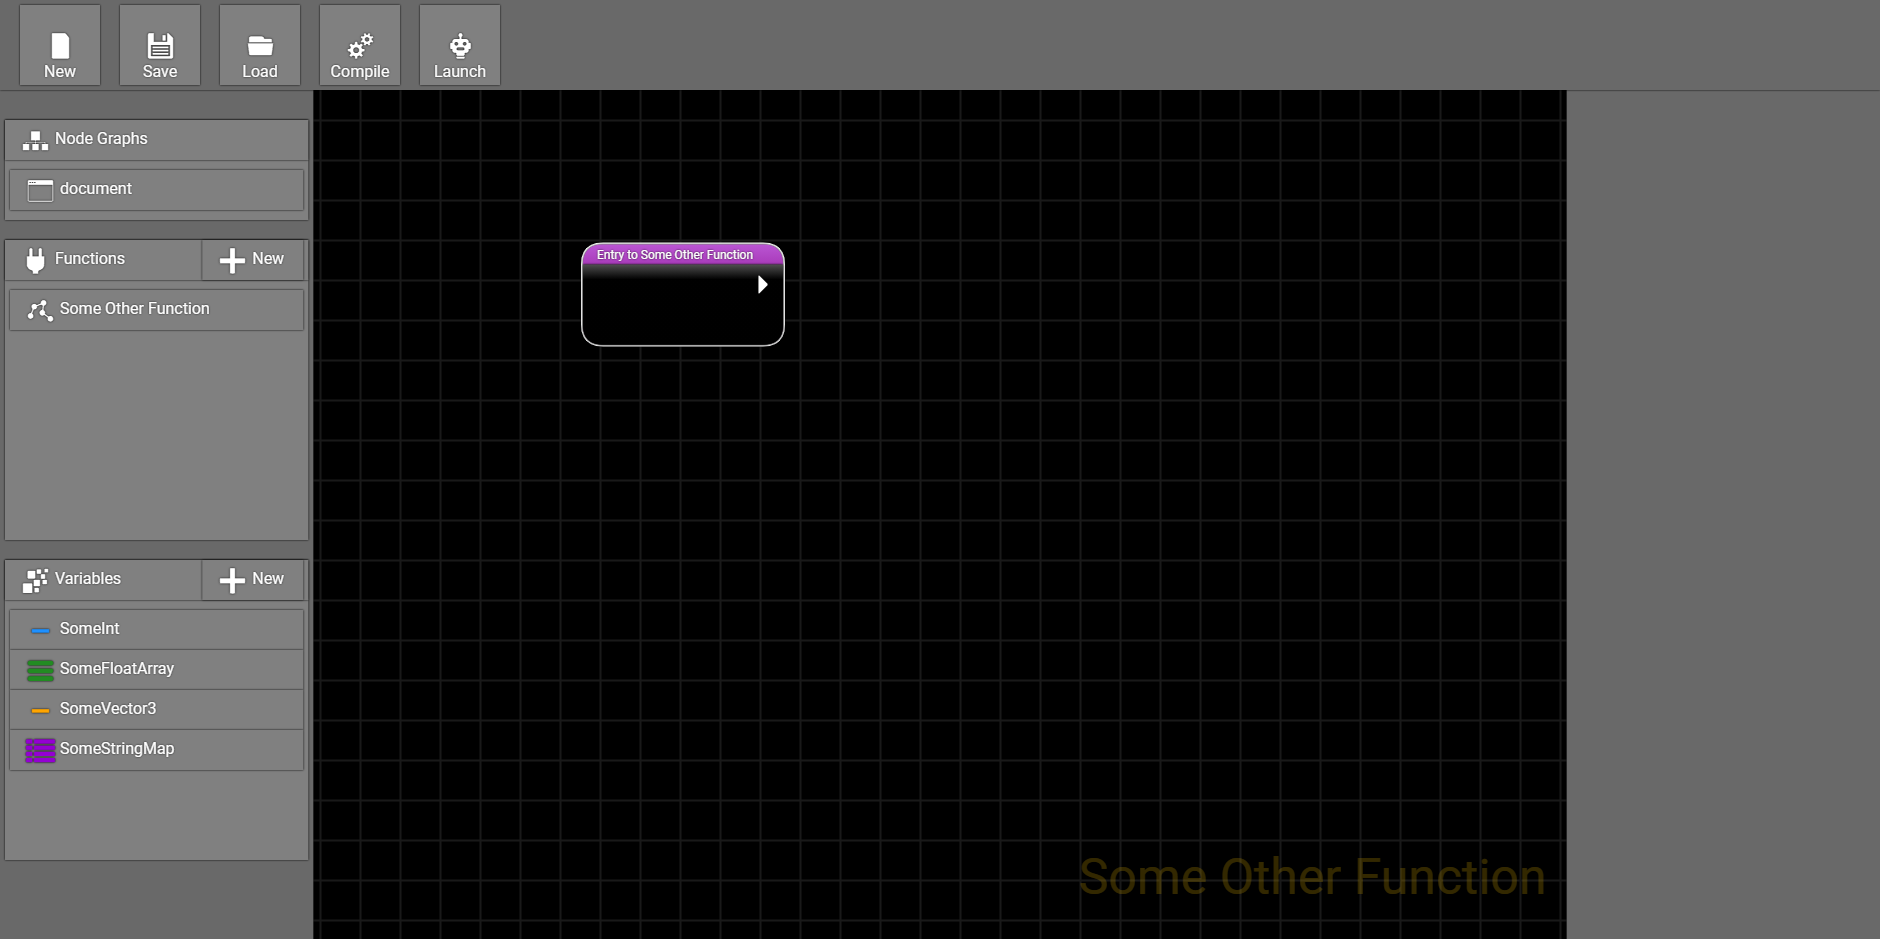 New
Save
Load
Compile
Launch
Node Graphs
document
Functions
New
Some Other Function
Variables
New
SomeInt
SomeFloatArray
SomeVector3
SomeStringMap
Entry to Some Other Function
Some Other Function